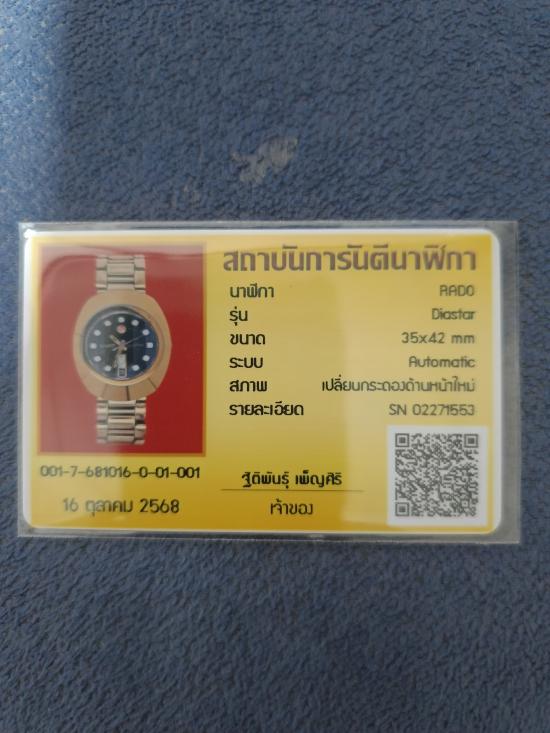 สถาบันการันตีนาฬิกา
นาฬิกา RADO
รุ่น Diastar
ขนาด 35x42 mm
ระบบ Automatic
สภาพ เปลี่ยนกระดองด้านหน้าใหม่
รายละเอียด SN 02271553
001-7-681016-0-01-001
16 ตุลาคม 2568
ฐิติพันธุ์ เพ็ญศิริ
เจ้าของ